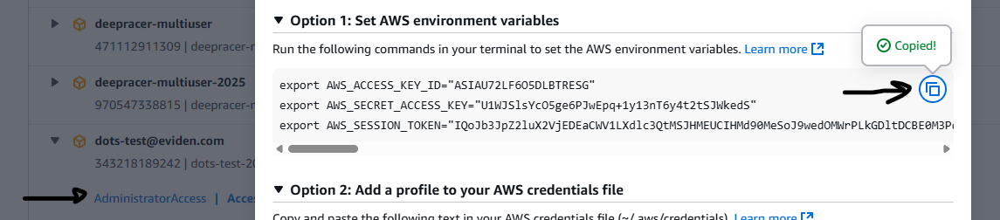 deepracer-multiuser
471112911309 | deepracer-
deepracer-multiuser-2025
970547338815 | deepracer-
dots-test@eviden.com
343218189242 | dots-test-20
AdministratorAccess |
Option 1: Set AWS environment variables
Run the following commands in your terminal to set the AWS environment variables. Learn more
Copied!
export AWS_ACCESS_KEY_ID="ASIAU72LF6O5DLBTRESG"
export AWS_SECRET_ACCESS_KEY="U1WJSlsYcO5ge6PJwEpq+1y13nT6y4t2tSJWkedS"
export AWS_SESSION_TOKEN="IQoJb3JpZ2luX2VjEDEaCWV1LXdlc3QtMSJHMEUCIHMd90MeSoJ9wedOMWrPLkGDltDCBE0M3P
Option 2: Add a profile to your AWS credentials file
Copy and paste the following text in your AWS credentials file (~/.aws/credentials). Learn more